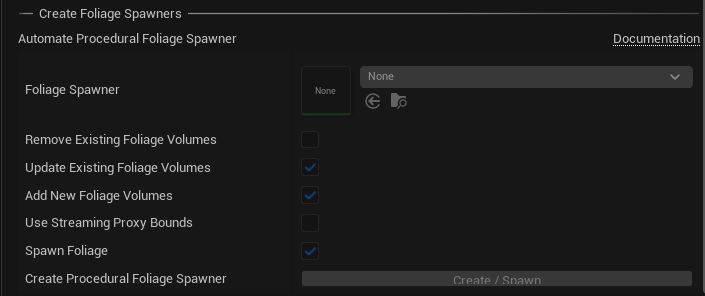 Create Foliage Spawners
Automate Procedural Foliage Spawner Documentation
Foliage Spawner None None
Remove Existing Foliage Volumes
Update Existing Foliage Volumes
Add New Foliage Volumes
Use Streaming Proxy Bounds
Spawn Foliage
Create Procedural Foliage Spawner Create / Spawn